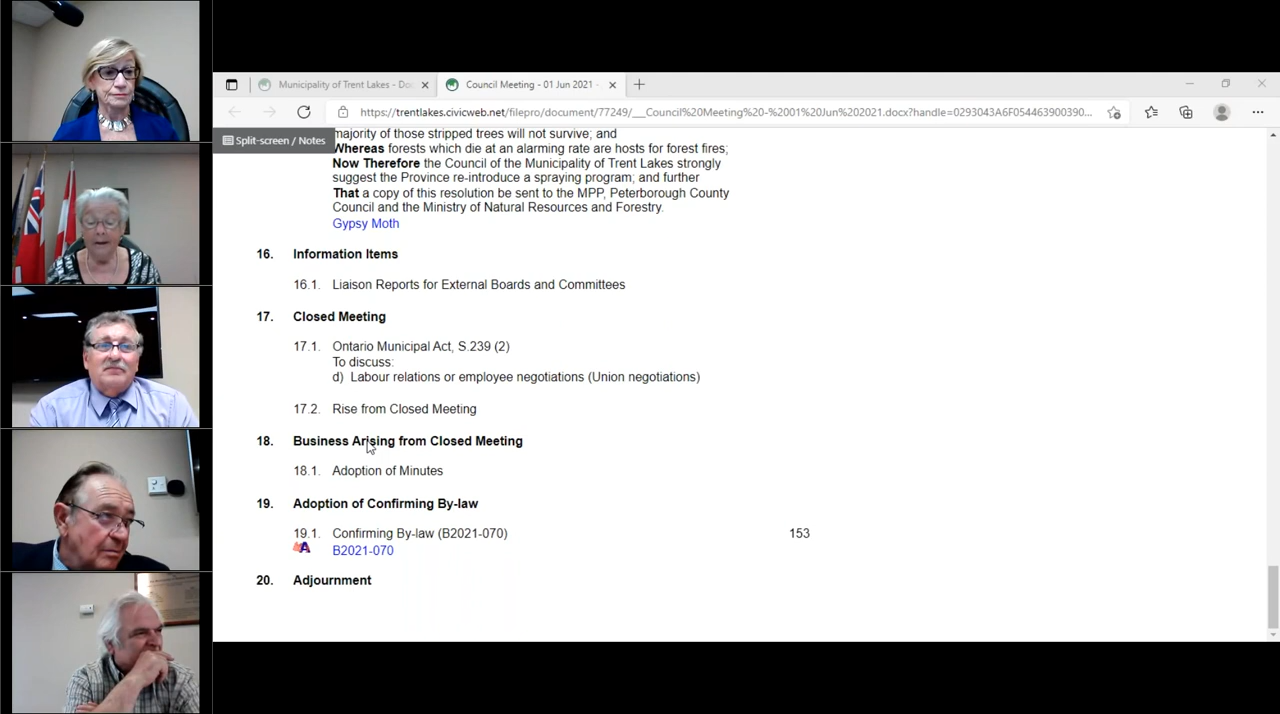 Municipality of Trent Lakes - Do
Council Meeting - 01 Jun 2021 -
https://trentlakes.civicweb.net/filepro/document/77249/__Council%20Meeting%20-%2001%20Jun%202021.docx?handle=0293043A6F054463900390...
Split-screen / Notes
majority of those stripped trees will not survive; and
Whereas forests which die at an alarming rate are hosts for forest fires;
Now Therefore the Council of the Municipality of Trent Lakes strongly
suggest the Province re-introduce a spraying program; and further
That a copy of this resolution be sent to the MPP, Peterborough County
Council and the Ministry of Natural Resources and Forestry.
Gypsy Moth
16. Information Items
16.1. Liaison Reports for External Boards and Committees
17. Closed Meeting
17.1. Ontario Municipal Act, S.239 (2)
To discuss:
d) Labour relations or employee negotiations (Union negotiations)
17.2. Rise from Closed Meeting
18. Business Arising from Closed Meeting
18.1. Adoption of Minutes
19. Adoption of Confirming By-law
19.1. Confirming By-law (B2021-070) 153
B2021-070
20. Adjournment